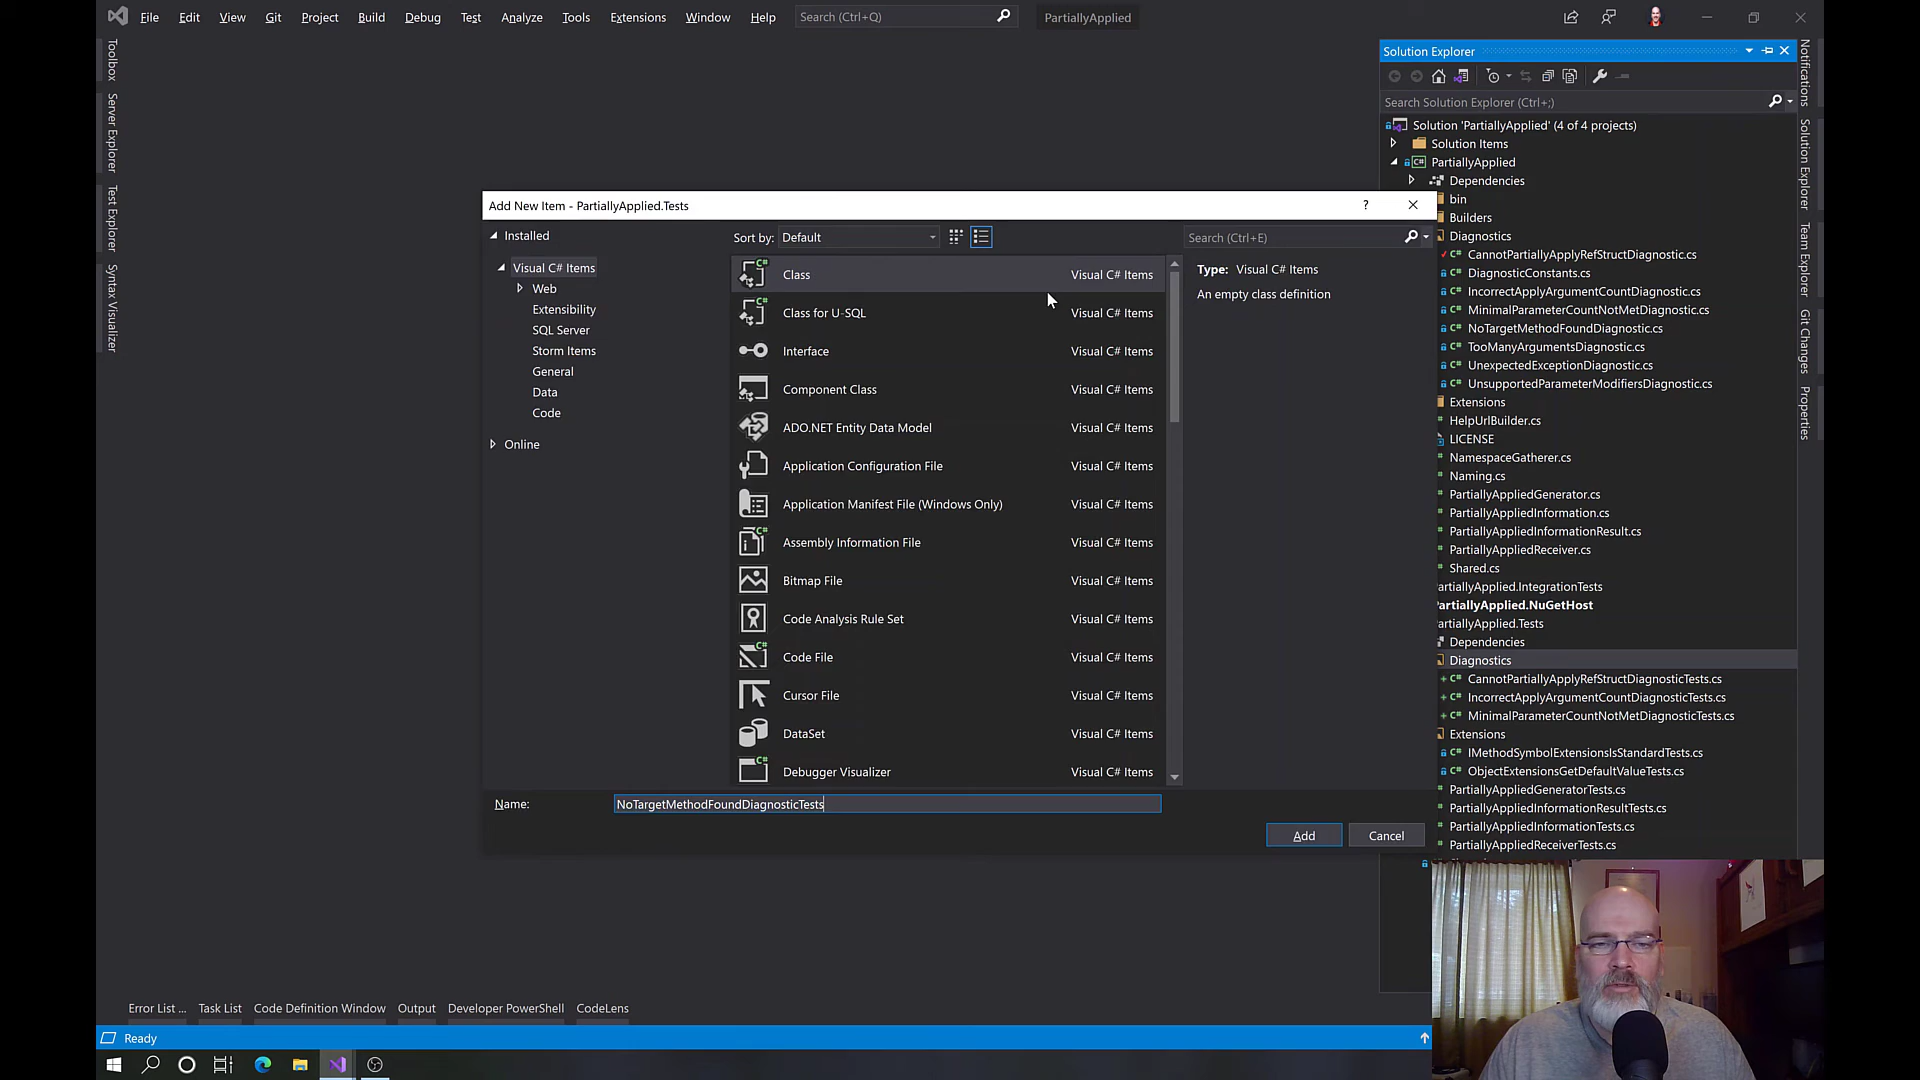 File Edit View Git Project Build Debug Test Analyze Tools Extensions Window Help Search (Ctrl+Q) PartiallyApplied
Toolbox
Server Explorer
Test Explorer
Syntax Visualizer
Add New Item - PartiallyApplied.Tests
?
Installed
Visual C# Items
Web
Extensibility
SQL Server
Storm Items
General
Data
Code
Online
Sort by: Default
Search (Ctrl+E)
Class Visual C# Items
Class for U-SQL Visual C# Items
Interface Visual C# Items
Component Class Visual C# Items
ADO.NET Entity Data Model Visual C# Items
Application Configuration File Visual C# Items
Application Manifest File (Windows Only) Visual C# Items
Assembly Information File Visual C# Items
Bitmap File Visual C# Items
Code Analysis Rule Set Visual C# Items
Code File Visual C# Items
Cursor File Visual C# Items
DataSet Visual C# Items
Debugger Visualizer Visual C# Items
Type: Visual C# Items
An empty class definition
Name: NoTargetMethodFoundDiagnosticTests
Add Cancel
Solution Explorer
Search Solution Explorer (Ctrl+;)
Solution 'PartiallyApplied' (4 of 4 projects)
Solution Items
C# PartiallyApplied
Dependencies
bin
Builders
Diagnostics
C# CannotPartiallyApplyRefStructDiagnostic.cs
C# DiagnosticConstants.cs
C# IncorrectApplyArgumentCountDiagnostic.cs
C# MinimalParameterCountNotMetDiagnostic.cs
C# NoTargetMethodFoundDiagnostic.cs
C# TooManyArgumentsDiagnostic.cs
C# UnexpectedExceptionDiagnostic.cs
C# UnsupportedParameterModifiersDiagnostic.cs
Extensions
HelpUrlBuilder.cs
LICENSE
NamespaceGatherer.cs
Naming.cs
PartiallyAppliedGenerator.cs
PartiallyAppliedInformation.cs
PartiallyAppliedInformationResult.cs
PartiallyAppliedReceiver.cs
Shared.cs
PartiallyApplied.IntegrationTests
PartiallyApplied.NuGetHost
PartiallyApplied.Tests
Dependencies
Diagnostics
C# CannotPartiallyApplyRefStructDiagnosticTests.cs
C# IncorrectApplyArgumentCountDiagnosticTests.cs
C# MinimalParameterCountNotMetDiagnosticTests.cs
Extensions
C# IMethodSymbolExtensionsIsStandardTests.cs
C# ObjectExtensionsGetDefaultValueTests.cs
PartiallyAppliedGeneratorTests.cs
PartiallyAppliedInformationResultTests.cs
PartiallyAppliedInformationTests.cs
PartiallyAppliedReceiverTests.cs
Notifications
Solution Explorer
Team Explorer
Git Changes
Properties
Error List ... Task List Code Definition Window Output Developer PowerShell CodeLens
Ready